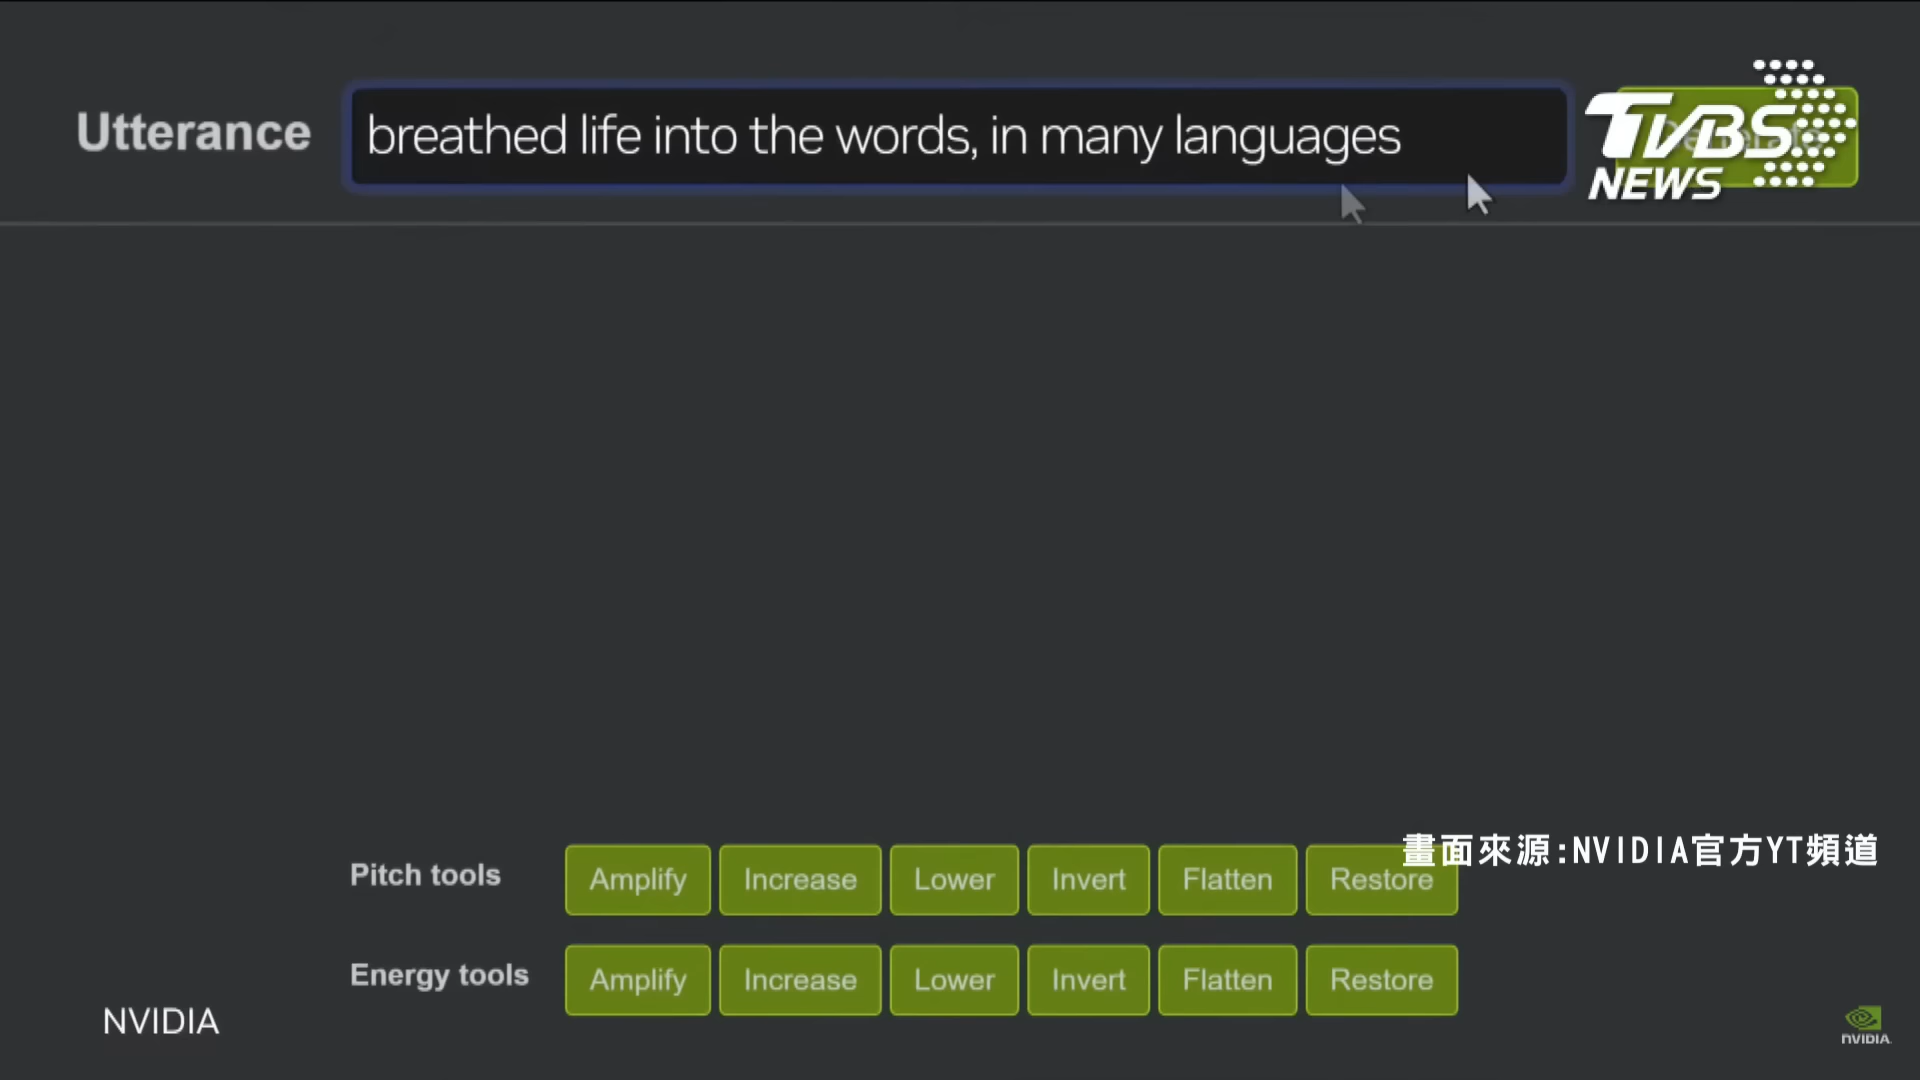 Utterance
breathed life into the words, in many languages
TVBS
NEWS
畫面來源:NVIDIA官方YT頻道
Pitch tools Amplify Increase Lower Invert Flatten Restore
Energy tools Amplify Increase Lower Invert Flatten Restore
NVIDIA
NVIDIA